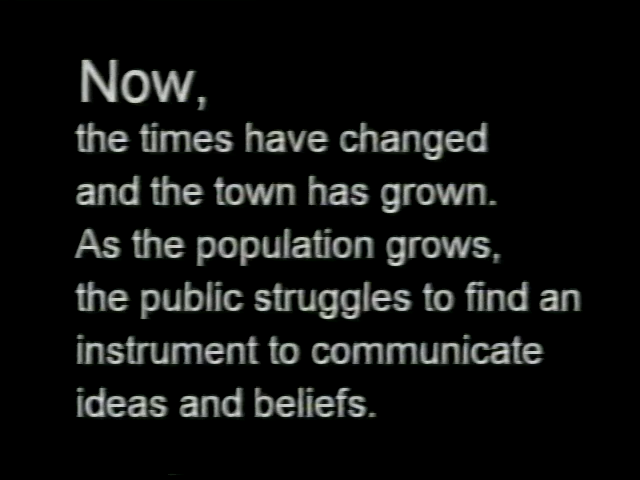 Now,
the times have changed
and the town has grown.
As the population grows,
the public struggles to find an
instrument to communicate
ideas and beliefs.